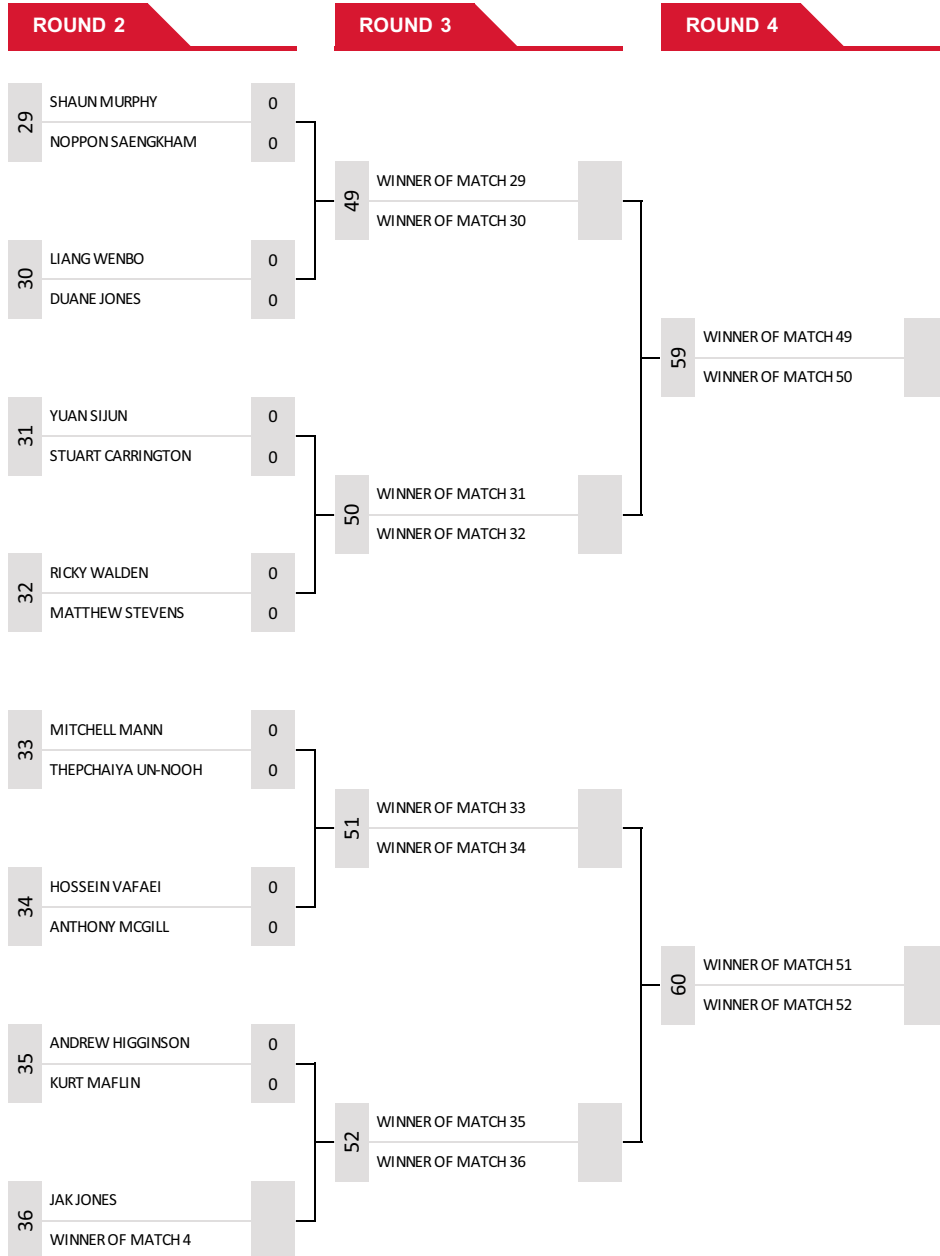 ROUND 2
ROUND 3
ROUND 4
29
SHAUN MURPHY 0
NOPPON SAENGKHAM 0
49
WINNER OF MATCH 29
WINNER OF MATCH 30
30
LIANG WENBO 0
DUANE JONES 0
59
WINNER OF MATCH 49
WINNER OF MATCH 50
31
YUAN SIJUN 0
STUART CARRINGTON 0
50
WINNER OF MATCH 31
WINNER OF MATCH 32
32
RICKY WALDEN 0
MATTHEW STEVENS 0
33
MITCHELL MANN 0
THEPCHAIYA UN-NOOH 0
51
WINNER OF MATCH 33
WINNER OF MATCH 34
34
HOSSEIN VAFAEI 0
ANTHONY MCGILL 0
60
WINNER OF MATCH 51
WINNER OF MATCH 52
35
ANDREW HIGGINSON 0
KURT MAFLIN 0
52
WINNER OF MATCH 35
WINNER OF MATCH 36
36
JAK JONES
WINNER OF MATCH 4